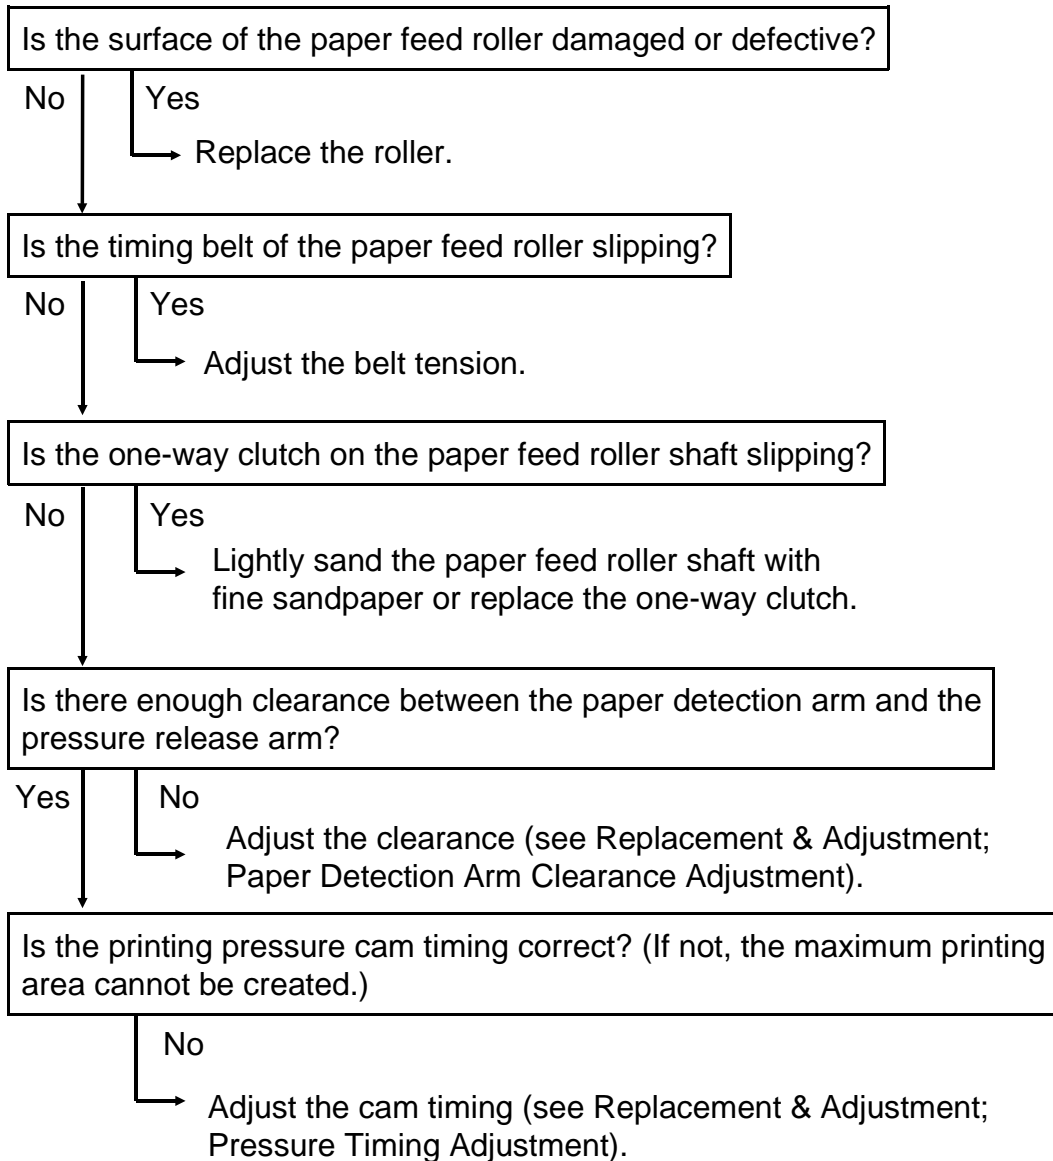 Is the surface of the paper feed roller damaged or defective?
No
Yes
Replace the roller.
Is the timing belt of the paper feed roller slipping?
No
Yes
Adjust the belt tension.
Is the one-way clutch on the paper feed roller shaft slipping?
No
Yes
Lightly sand the paper feed roller shaft with
fine sandpaper or replace the one-way clutch.
Is there enough clearance between the paper detection arm and the
pressure release arm?
Yes
No
Adjust the clearance (see Replacement & Adjustment;
Paper Detection Arm Clearance Adjustment).
Is the printing pressure cam timing correct? (If not, the maximum printing
area cannot be created.)
No
Adjust the cam timing (see Replacement & Adjustment;
Pressure Timing Adjustment).